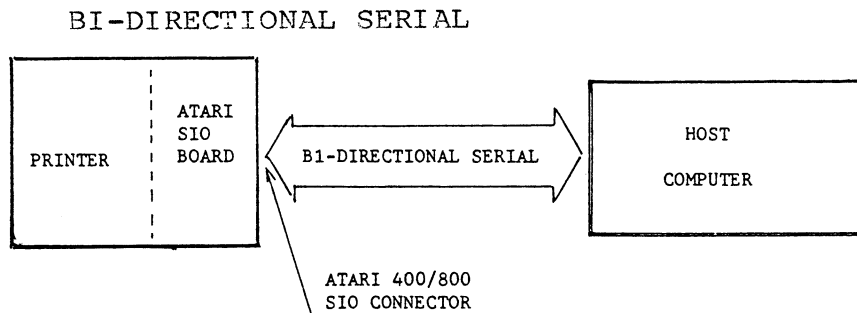 BI-DIRECTIONAL SERIAL
PRINTER
ATARI
SIO
BOARD
B1-DIRECTIONAL SERIAL
HOST
COMPUTER
ATARI 400/800
SIO CONNECTOR